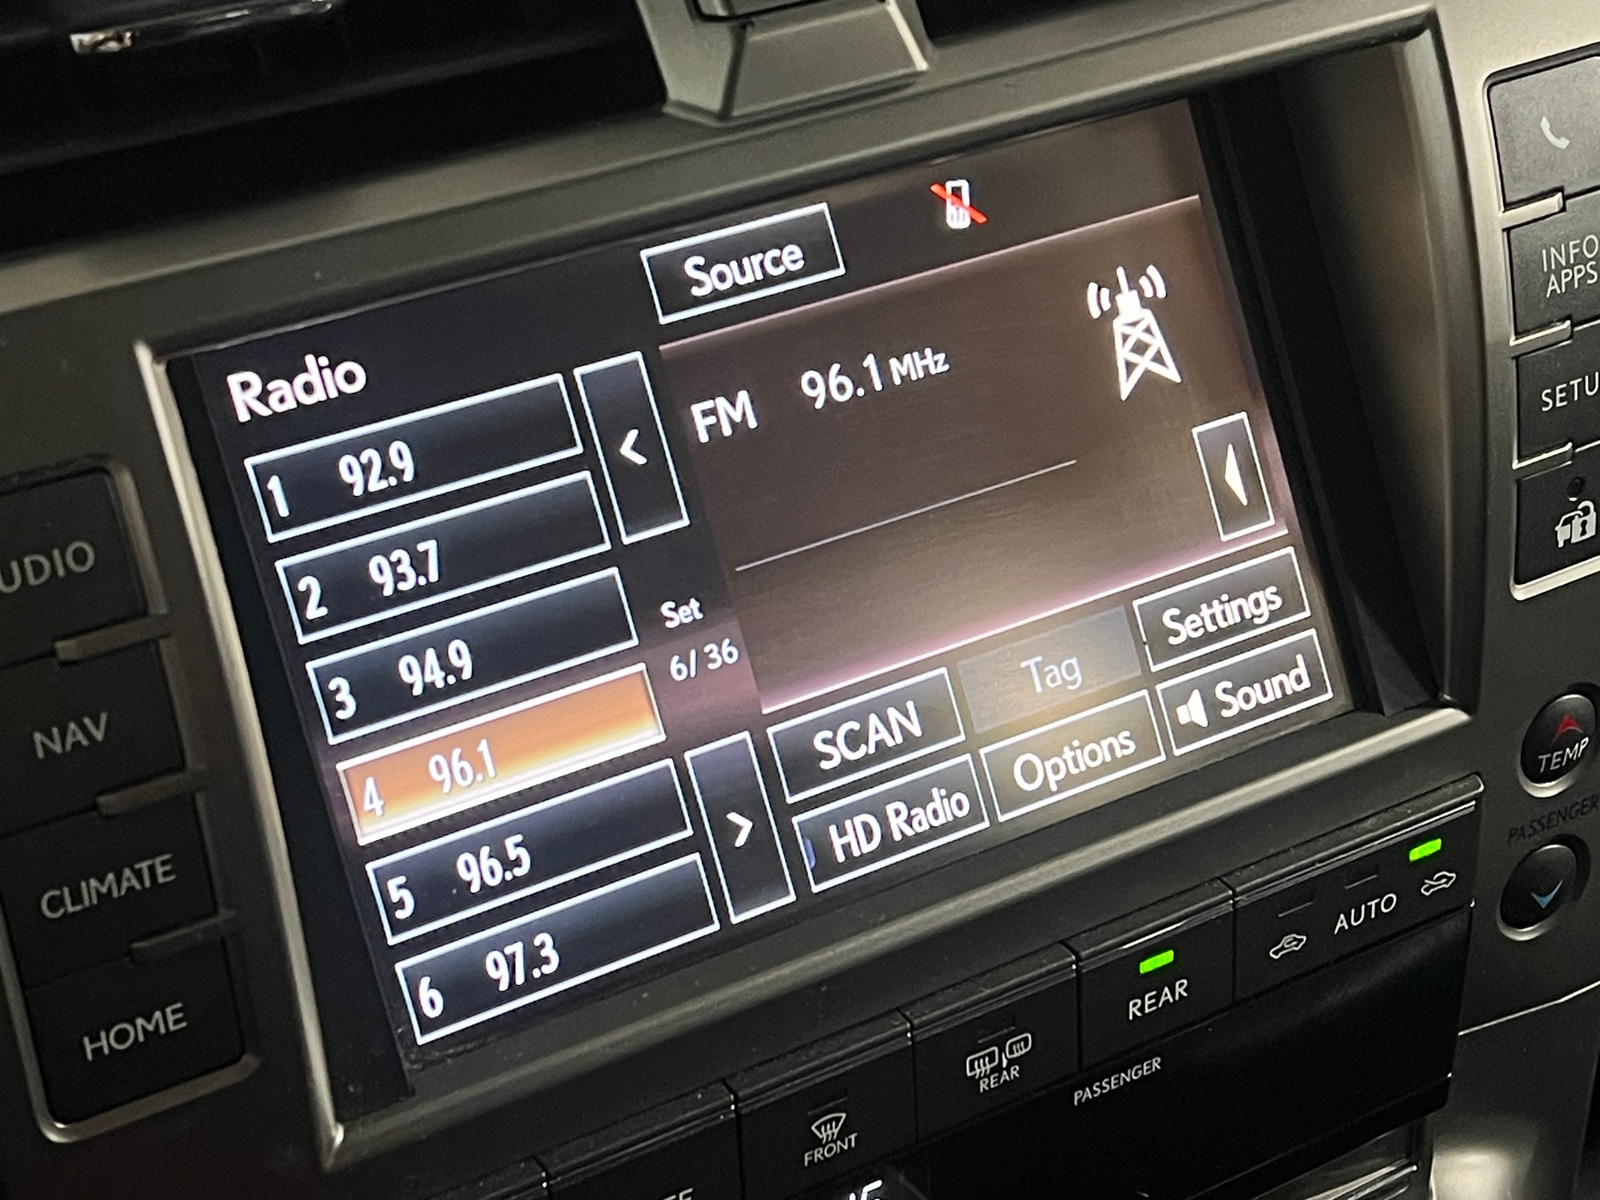 Source
Radio
FM 96.1 MHz
1 92.9
2 93.7
3 94.9
4 96.1
5 96.5
6 97.3
<
Set
6/36
>
SCAN
Tag
Settings
HD Radio
Options
Sound
UDIO
NAV
CLIMATE
HOME
INFO
APPS
SETU
TEMP
PASSENGER
AUTO
REAR
PASSENGER
REAR
FRONT